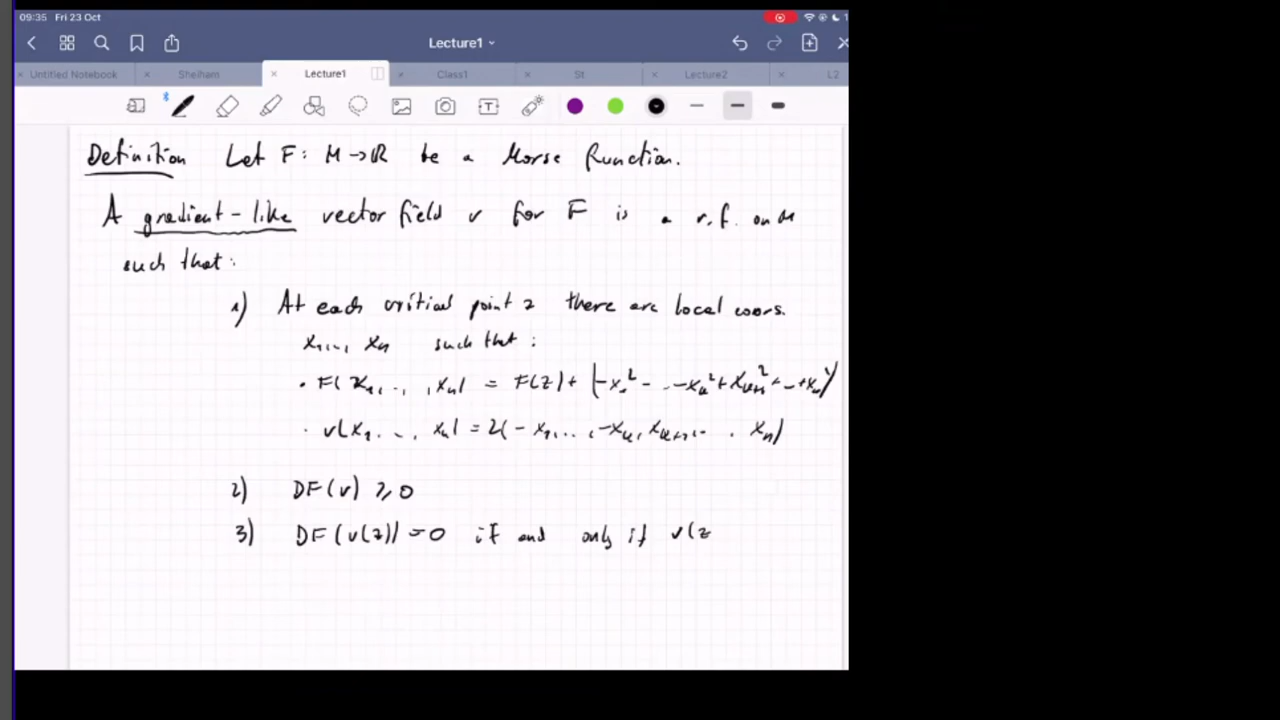 09:35 Fri 23 Oct
Lecture1
Untitled Notebook
Sheiham
Lecture1
Class1
St
Lecture2
L2
Definition Let F: M→R be a Morse function.
A gradient-like vector field v for F is a v.f. on M
such that:
1) At each critical point z there are local coors.
x₁..., xₙ such that:
• F(x₁,..., xₙ) = F(z) + (-x₁² - ... -xₖ² + xₖ₊₁² + ... + xₙ²)
• v(x₁..., xₙ) = 2(-x₁..., -xₖ, xₖ₊₁,.. . xₙ)
2) DF(v) ≥ 0
3) DF(v(z)) = 0 if and only if v(z